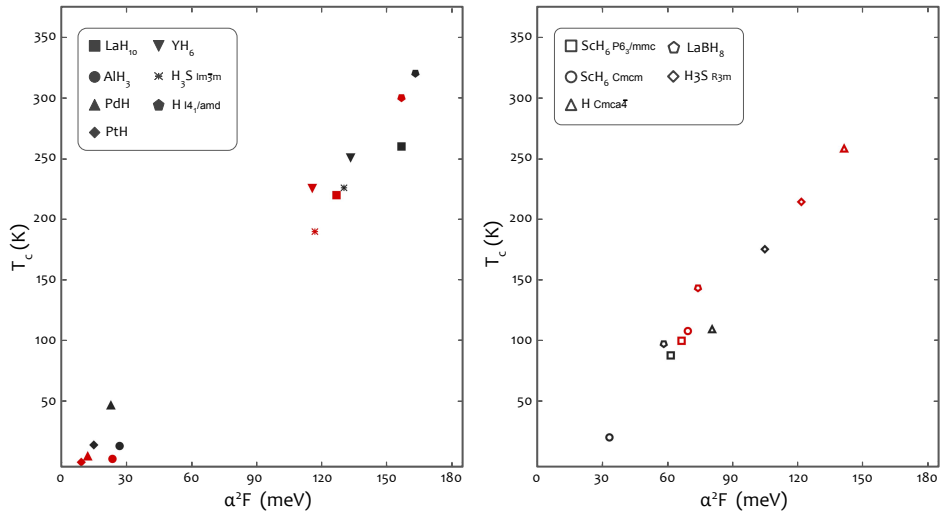 350
300
250
200
150
100
50
T_c (K)
LaH₁₀ YH₆
AlH₃ H₃S Im3̅m
PdH H I4₁/amd
PtH
0 30 60 90 120 150 180
α²F (meV)
350
300
250
200
150
100
50
T_c (K)
ScH₆ P6₃/mmc LaBH₈
ScH₆ Cmcm H3S R3m
H Cmca4̅
0 30 60 90 120 150 180
α²F (meV)